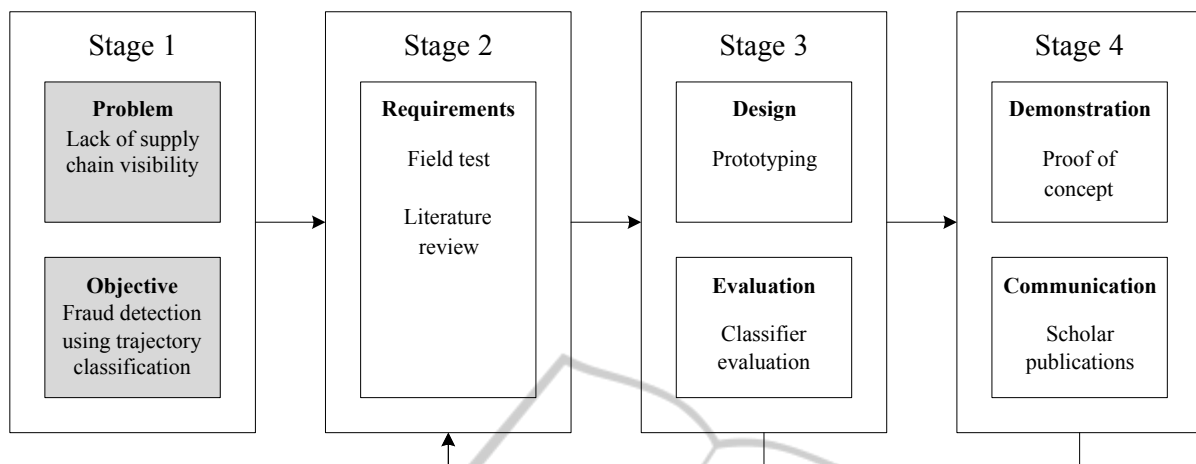 Stage 1
Problem
Lack of supply
chain visibility
Objective
Fraud detection
using trajectory
classification
Stage 2
Requirements
Field test
Literature
review
Stage 3
Design
Prototyping
Evaluation
Classifier
evaluation
Stage 4
Demonstration
Proof of
concept
Communication
Scholar
publications